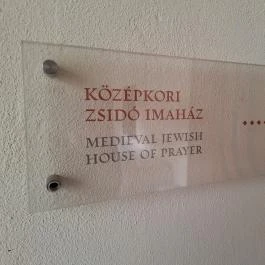 KÖZÉPKORI
ZSIDÓ IMAHÁZ
MEDIEVAL JEWISH
HOUSE OF PRAYER